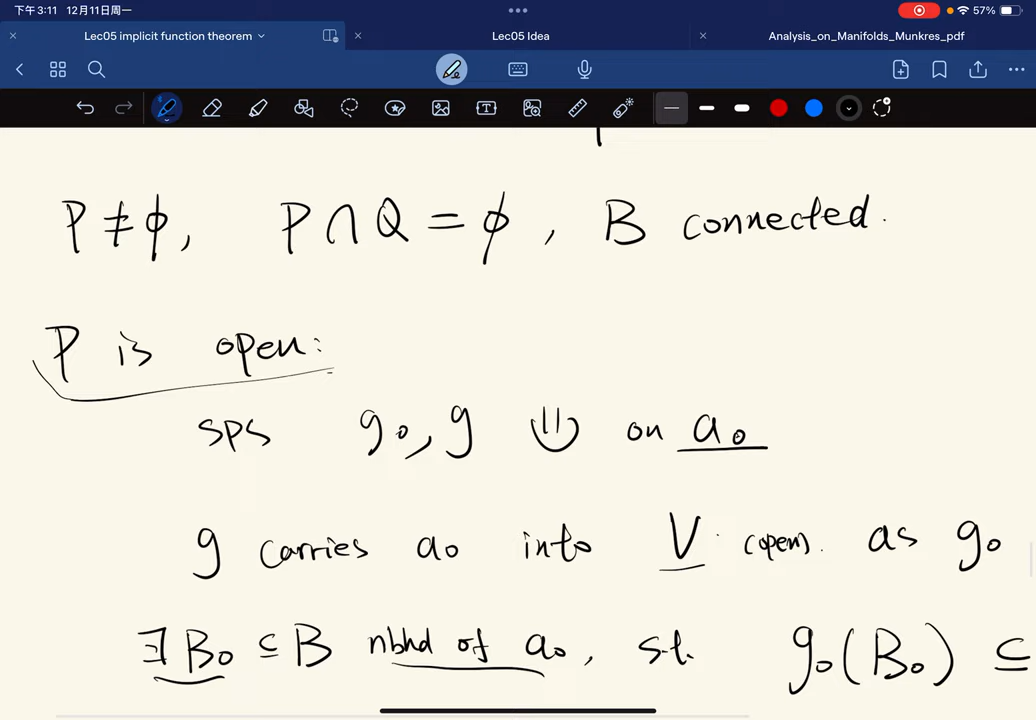 下午3:11 12月11日周一
57%
Lec05 implicit function theorem
Lec05 Idea
Analysis_on_Manifolds_Munkres_pdf
P ≠ ϕ, P ∩ Q = ϕ, B connected.
P is open:
sps g₀, g on a₀
g carries a₀ into V (open). as g₀
∃ B₀ ⊆ B nbhd of a₀, s.t. g₀(B₀) ⊆